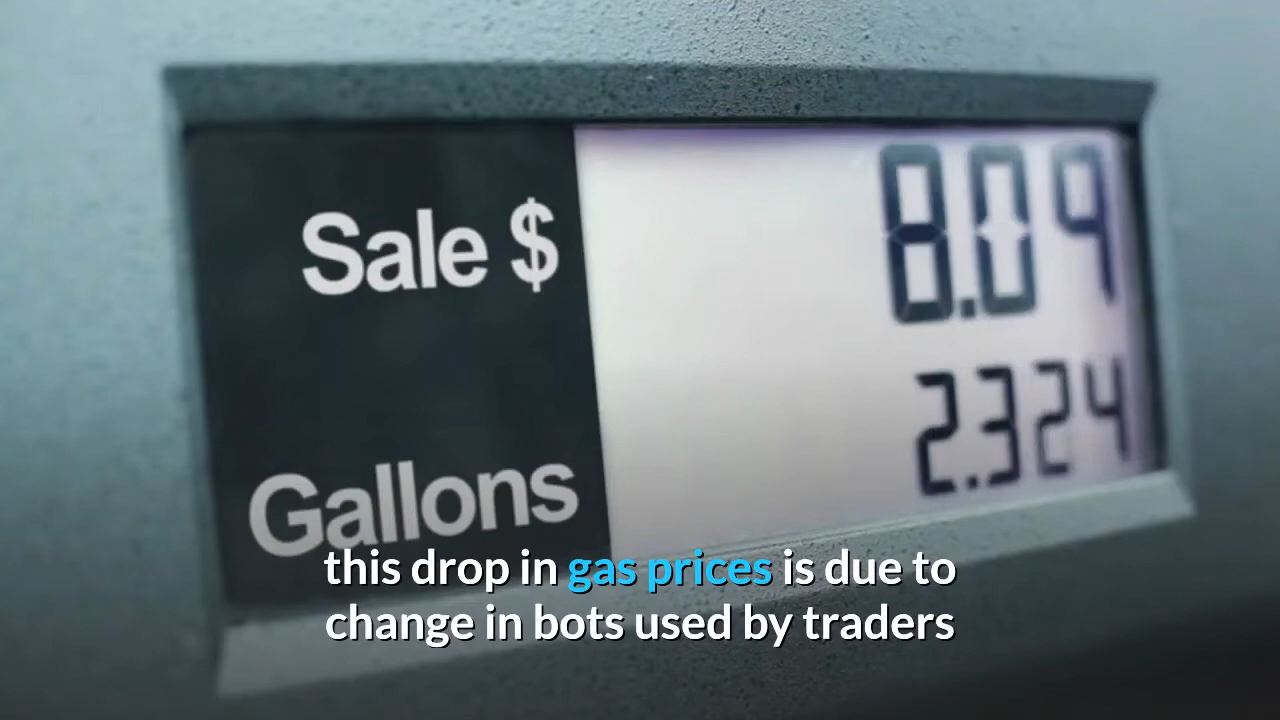 Sale $ 8.09
Gallons 2.324
this drop in gas prices is due to
change in bots used by traders